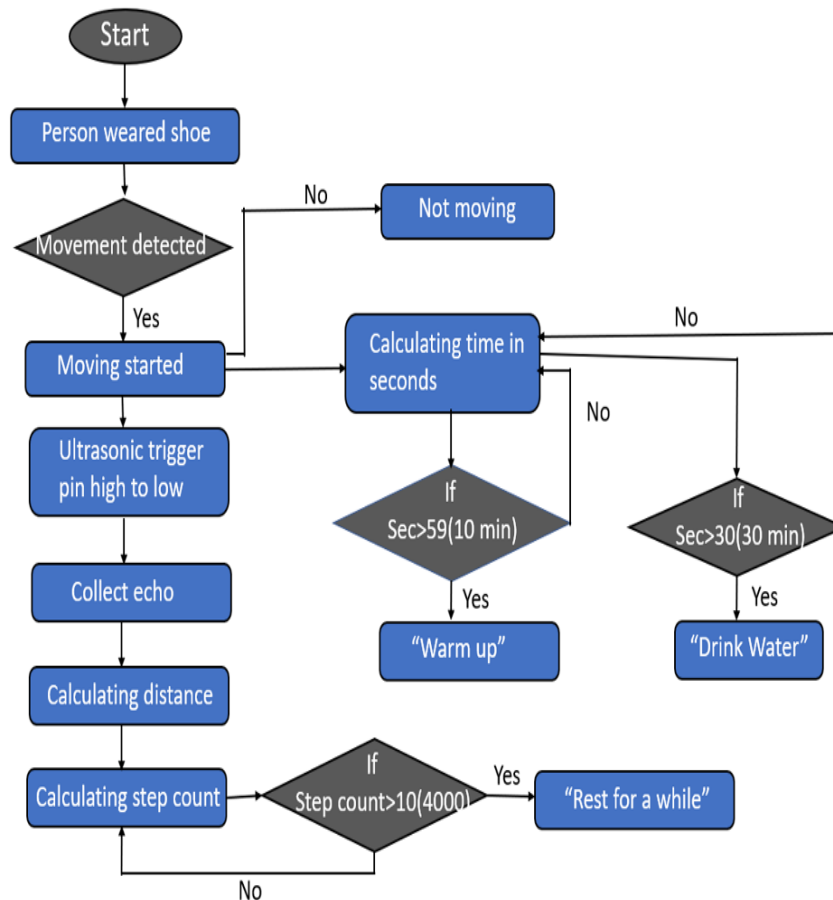 Start
Person weared shoe
No
Not moving
Movement detected
Yes
No
Moving started
Calculating time in
seconds
No
Ultrasonic trigger
pin high to low
If
Sec>59(10 min)
If
Sec>30(30 min)
Collect echo
Yes
Yes
"Warm up"
"Drink Water"
Calculating distance
If
Step count>10(4000)
Yes
Calculating step count
"Rest for a while"
No